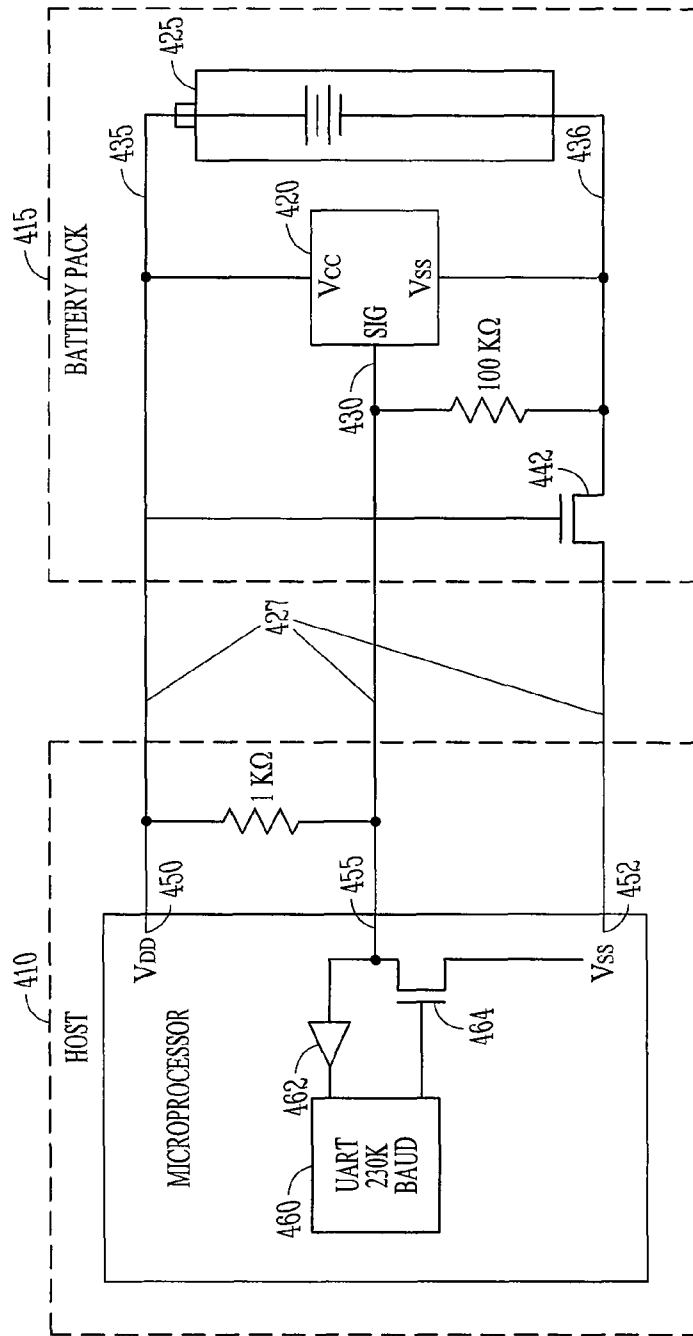 410
HOST
MICROPROCESSOR
VDD
450
1 KΩ
455
462
464
460
UART
230K
BAUD
VSS
452
427
415
BATTERY PACK
435
425
420
VCC
SIG
VSS
430
100 KΩ
442
436